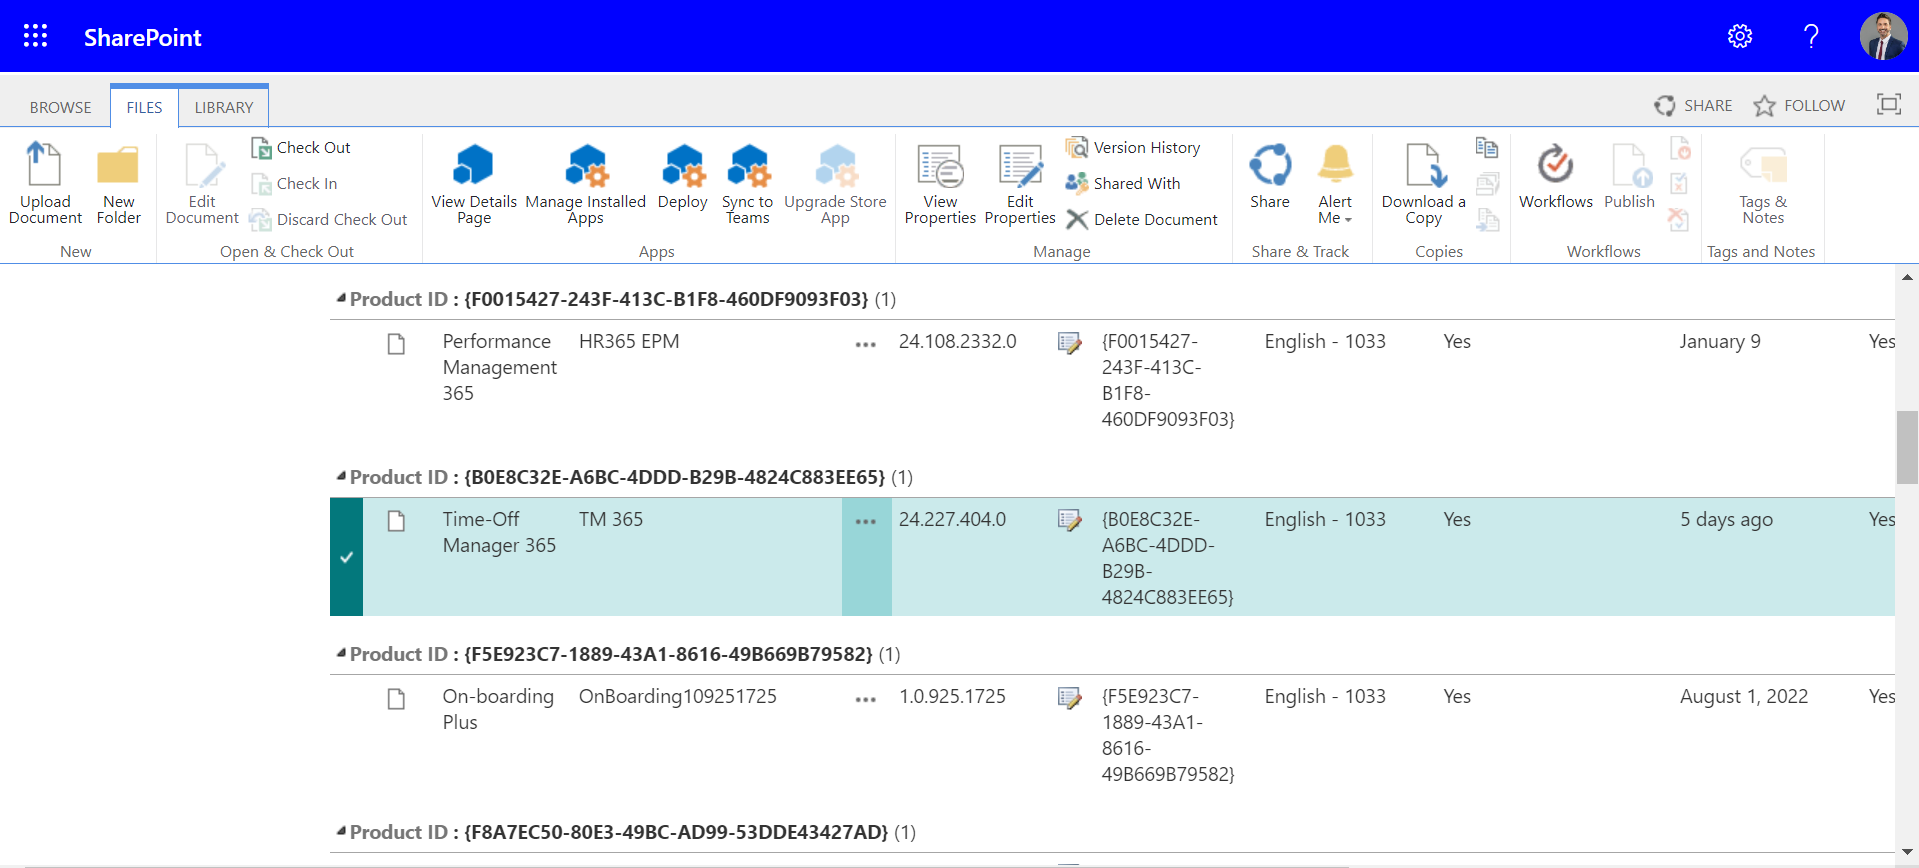 SharePoint
BROWSE FILES LIBRARY SHARE FOLLOW
Upload Document
New Folder
New
Edit Document
Check Out
Check In
Discard Check Out
Open & Check Out
View Details Page
Manage Installed Apps
Deploy
Sync to Teams
Upgrade Store App
Apps
View Properties
Edit Properties
Version History
Shared With
Delete Document
Manage
Share
Alert Me
Share & Track
Download a Copy
Copies
Workflows
Publish
Workflows
Tags & Notes
Tags and Notes
Product ID : {F0015427-243F-413C-B1F8-460DF9093F03} (1)
Performance HR365 EPM ... 24.108.2332.0 {F0015427- English - 1033 Yes January 9 Yes
Management 243F-413C-
365 B1F8-
460DF9093F03}
Product ID : {B0E8C32E-A6BC-4DDD-B29B-4824C883EE65} (1)
Time-Off TM 365 ... 24.227.404.0 {B0E8C32E- English - 1033 Yes 5 days ago Yes
Manager 365 A6BC-4DDD-
B29B-
4824C883EE65}
Product ID : {F5E923C7-1889-43A1-8616-49B669B79582} (1)
On-boarding OnBoarding109251725 ... 1.0.925.1725 {F5E923C7- English - 1033 Yes August 1, 2022 Yes
Plus 1889-43A1-
8616-
49B669B79582}
Product ID : {F8A7EC50-80E3-49BC-AD99-53DDE43427AD} (1)